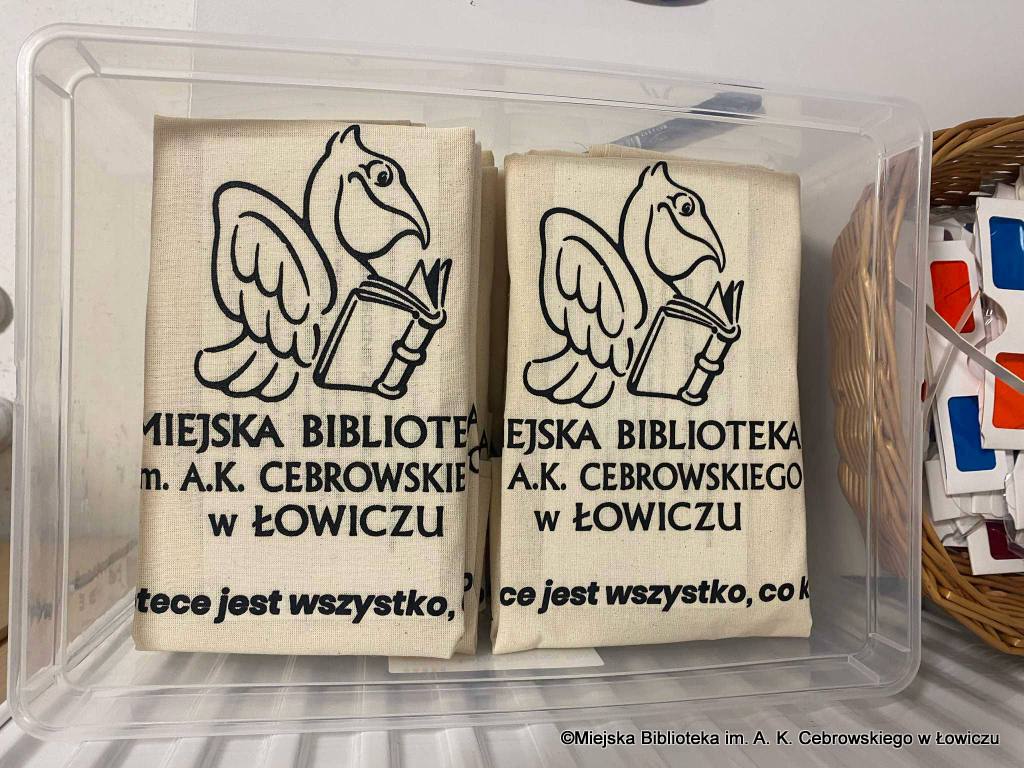 MIEJSKA BIBLIOTE
m. A.K. CEBROWSKIE
w ŁOWICZU
tece jest wszystko,
EJSKA BIBLIOTEKA
A.K. CEBROWSKIEGO
w ŁOWICZU
ce jest wszystko, co k
©Miejska Biblioteka im. A. K. Cebrowskiego w Łowiczu